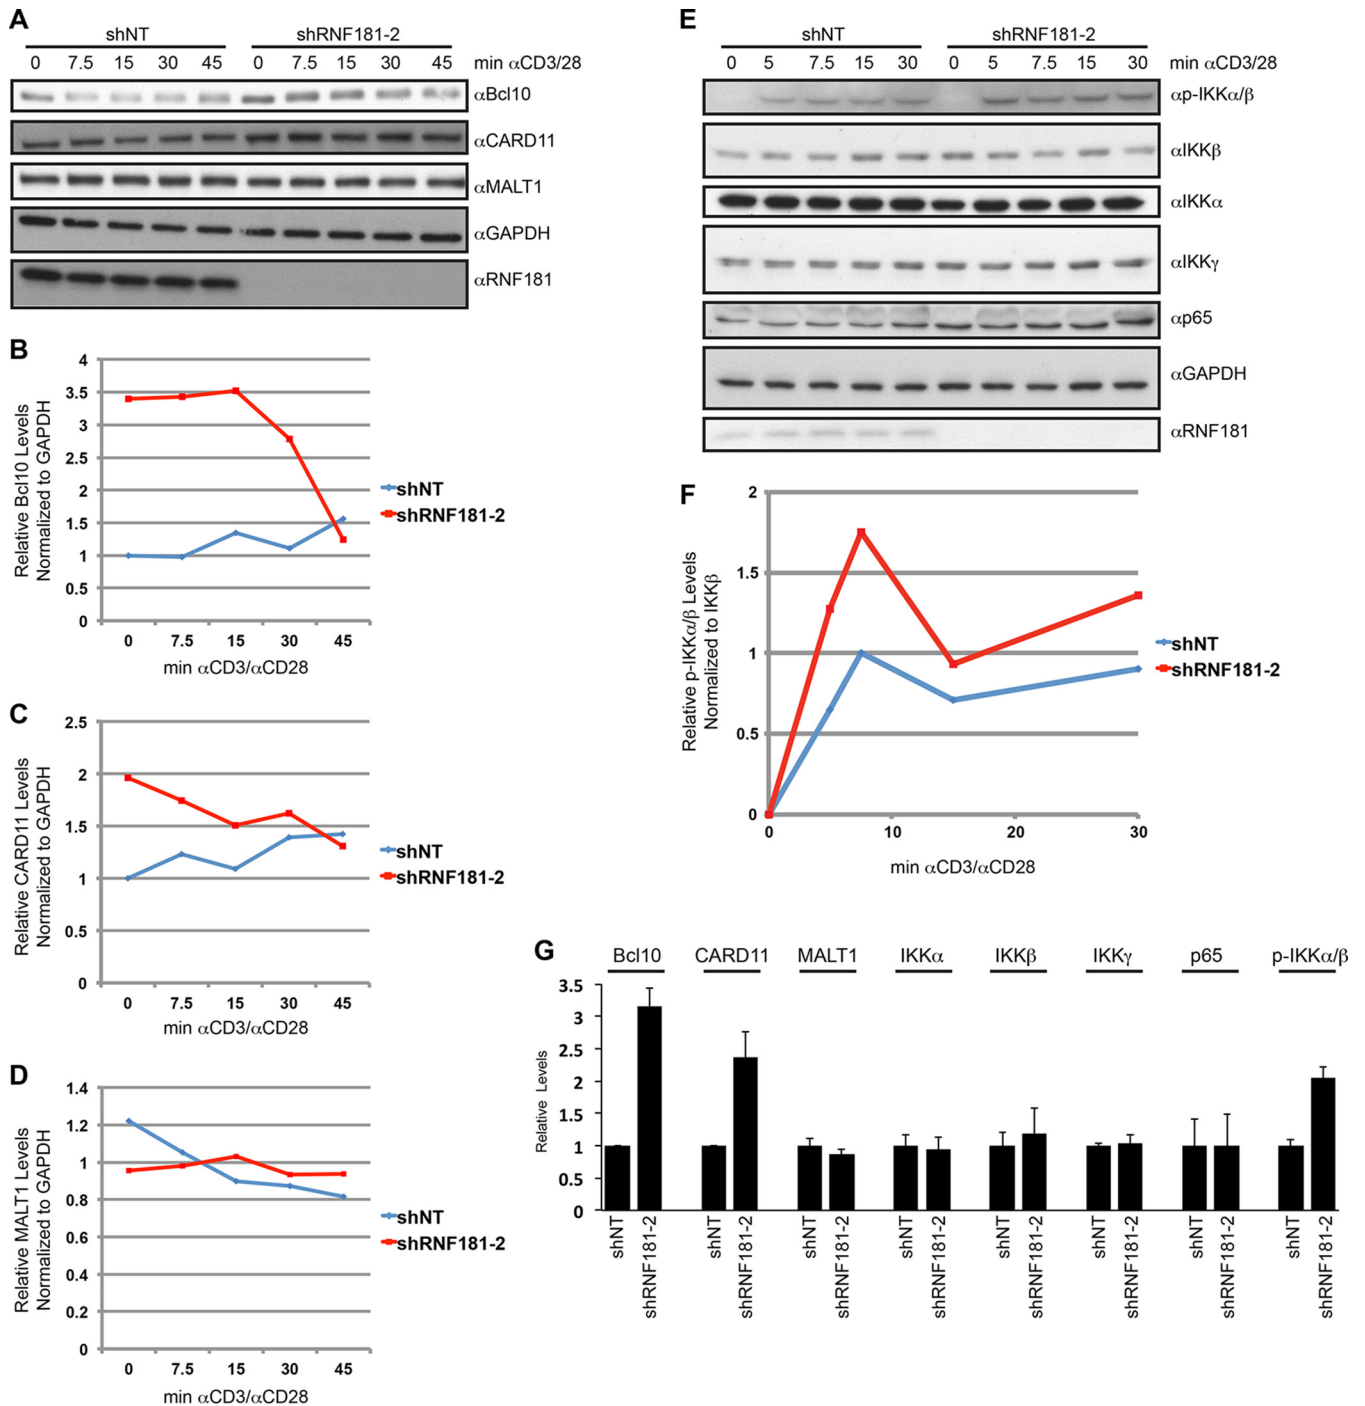 A
shNT shRNF181-2
0 7.5 15 30 45 0 7.5 15 30 45 min αCD3/28
αBcl10
αCARD11
αMALT1
αGAPDH
αRNF181
B
Relative Bcl10 Levels
Normalized to GAPDH
4
3.5
3
2.5
2
1.5
1
0.5
0
0 7.5 15 30 45
min αCD3/αCD28
shNT
shRNF181-2
C
Relative CARD11 Levels
Normalized to GAPDH
2.5
2
1.5
1
0.5
0
0 7.5 15 30 45
min αCD3/αCD28
shNT
shRNF181-2
D
Relative MALT1 Levels
Normalized to GAPDH
1.4
1.2
1
0.8
0.6
0.4
0.2
0
0 7.5 15 30 45
min αCD3/αCD28
shNT
shRNF181-2
E
shNT shRNF181-2
0 5 7.5 15 30 0 5 7.5 15 30 min αCD3/28
αp-IKKα/β
αIKKβ
αIKKα
αIKKγ
αp65
αGAPDH
αRNF181
F
Relative p-IKKα/β Levels
Normalized to IKKβ
2
1.5
1
0.5
0
0 10 20 30
min αCD3/αCD28
shNT
shRNF181-2
G
Bcl10 CARD11 MALT1 IKKα IKKβ IKKγ p65 p-IKKα/β
Relative Levels
3.5
3
2.5
2
1.5
1
0.5
0
shNT
shRNF181-2
shNT
shRNF181-2
shNT
shRNF181-2
shNT
shRNF181-2
shNT
shRNF181-2
shNT
shRNF181-2
shNT
shRNF181-2
shNT
shRNF181-2